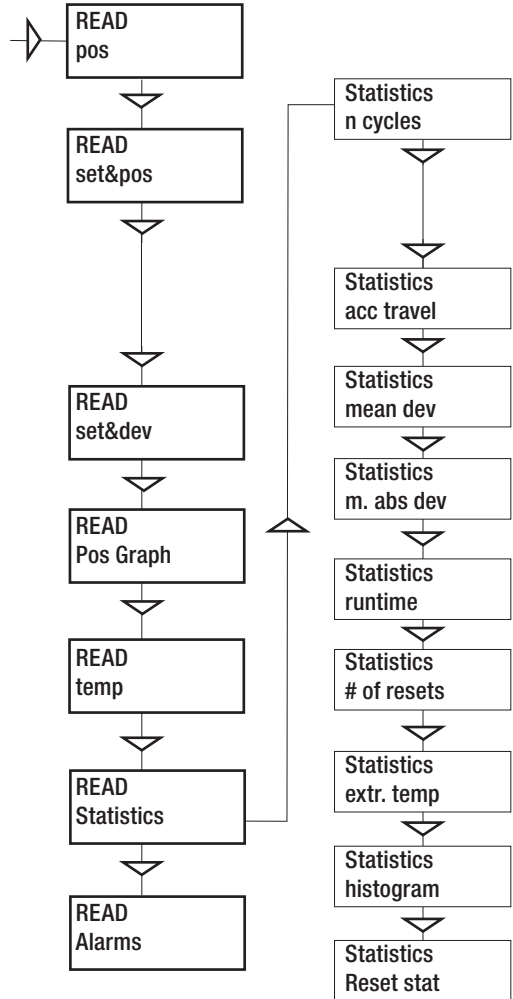 READ
pos
READ
set&pos
READ
set&dev
READ
Pos Graph
READ
temp
READ
Statistics
READ
Alarms
Statistics
n cycles
Statistics
acc travel
Statistics
mean dev
Statistics
m. abs dev
Statistics
runtime
Statistics
# of resets
Statistics
extr. temp
Statistics
histogram
Statistics
Reset stat